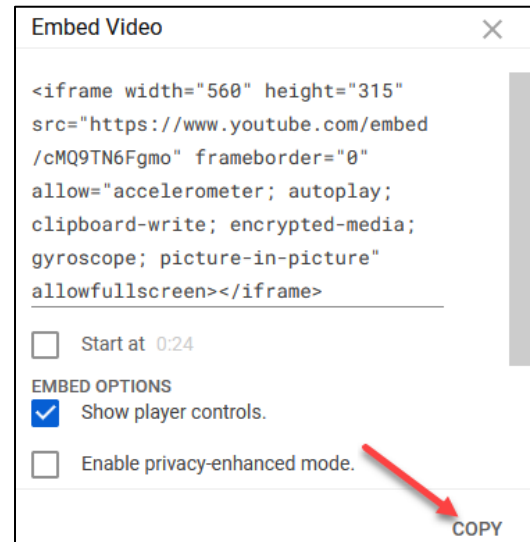 Embed Video
<iframe width="560" height="315"
src="https://www.youtube.com/embed
/cMQ9TN6Fgmo" frameborder="0"
allow="accelerometer; autoplay;
clipboard-write; encrypted-media;
gyroscope; picture-in-picture"
allowfullscreen></iframe>
Start at 0:24
EMBED OPTIONS
Show player controls.
Enable privacy-enhanced mode.
COPY